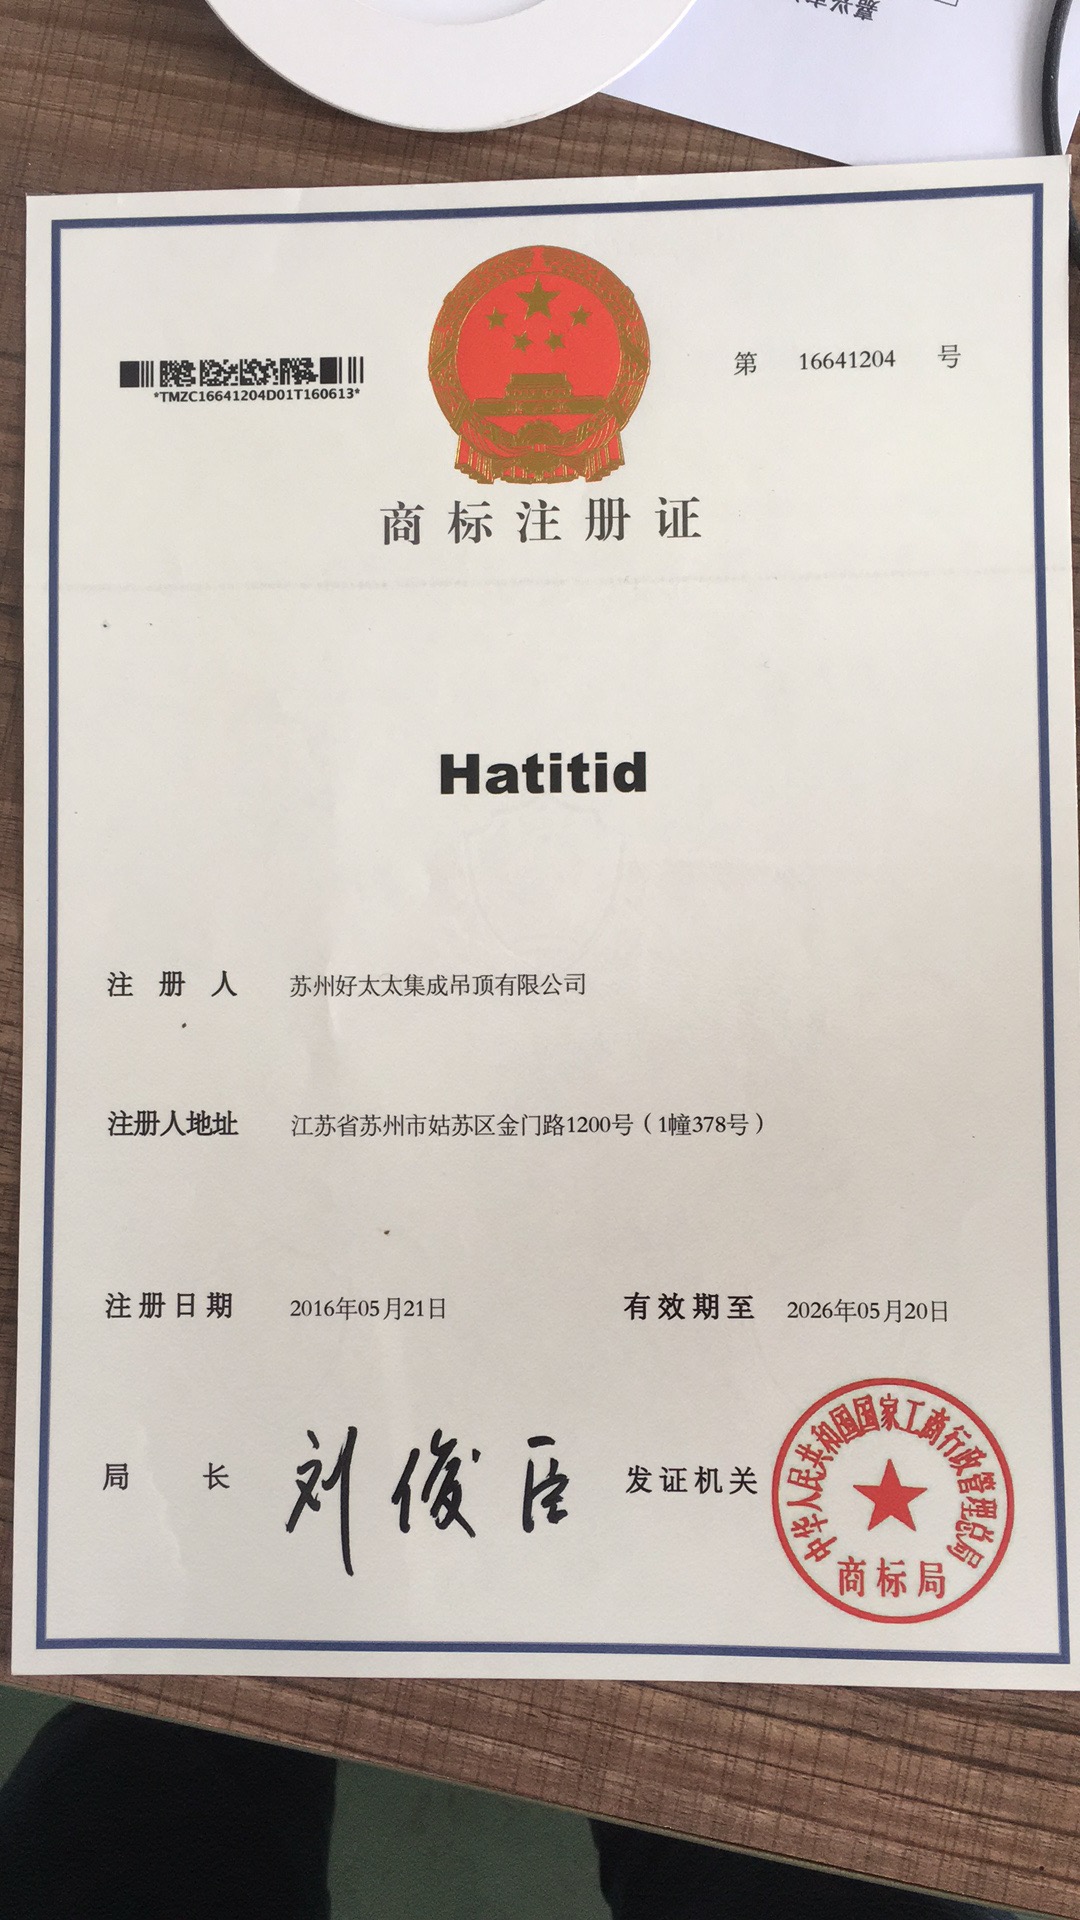 嘉兴市
第 16641204 号
*TMZC16641204D01T160613*
商标注册证
Hatitid
注册人 苏州好太太集成吊顶有限公司
注册人地址 江苏省苏州市姑苏区金门路1200号（1幢378号）
注册日期 2016年05月21日 有效期至 2026年05月20日
局长 刘俊臣 发证机关
中华人民共和国国家工商行政管理总局
商标局